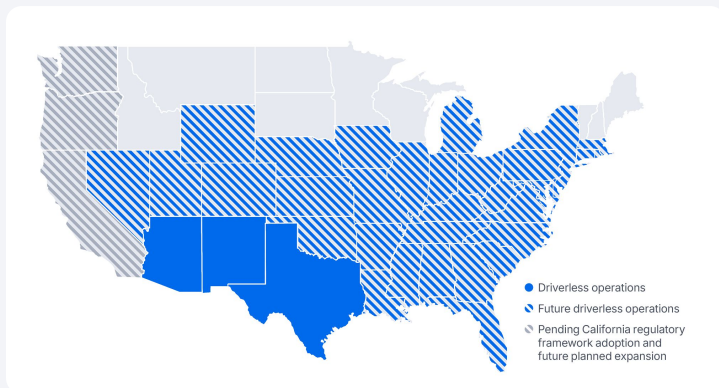 Driverless operations
Future driverless operations
Pending California regulatory
framework adoption and
future planned expansion